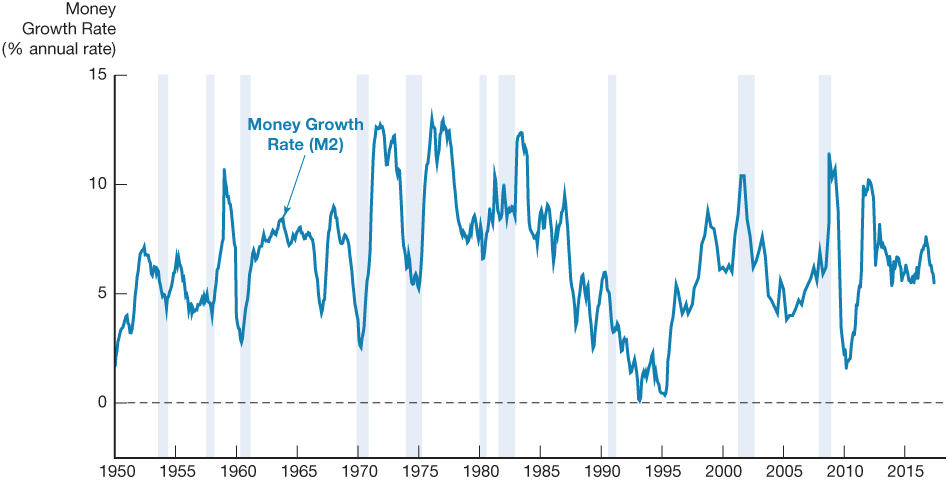 Money
Growth Rate
(% annual rate)
15
Money Growth
Rate (M2)
10
5
0
1950 1955 1960 1965 1970 1975 1980 1985 1990 1995 2000 2005 2010 2015